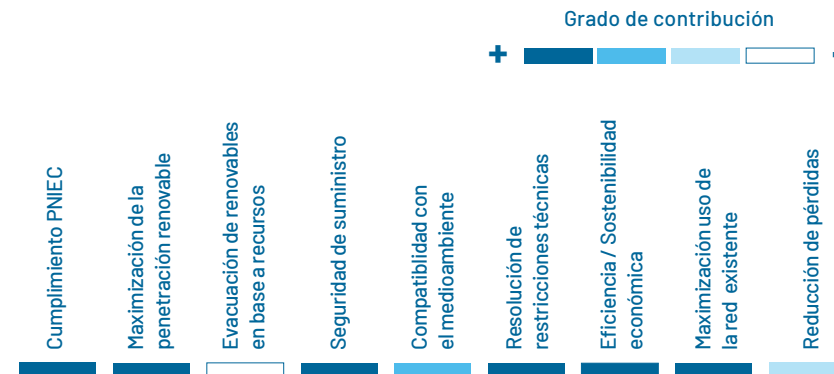 Grado de contribución
+
Cumplimiento PNIEC
Maximización de la
penetración renovable
Evacuación de renovables
en base a recursos
Seguridad de suministro
Compatiblidad con
el medioambiente
Resolución de
restricciones técnicas
Eficiencia / Sostenibilidad
económica
Maximización uso de
la red existente
Reducción de pérdidas